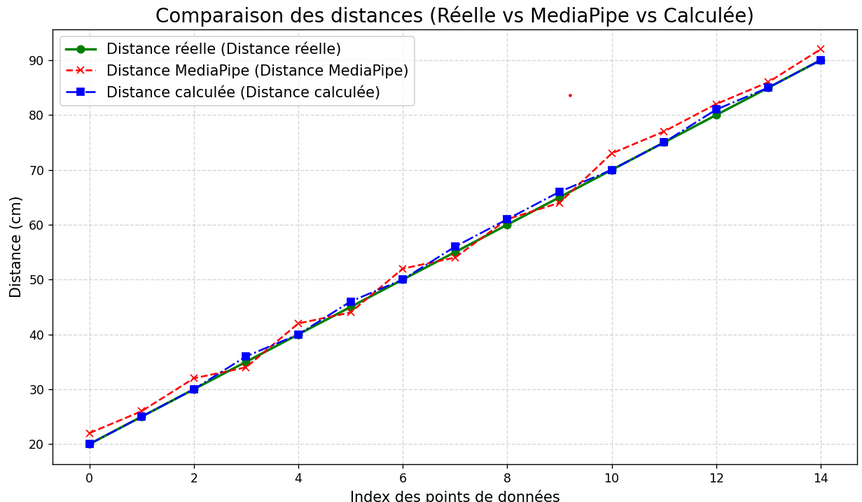 Comparaison des distances (Réelle vs MediaPipe vs Calculée)
Distance réelle (Distance réelle)
Distance MediaPipe (Distance MediaPipe)
Distance calculée (Distance calculée)
Distance (cm)
90
80
70
60
50
40
30
20
0 2 4 6 8 10 12 14
Index des points de données